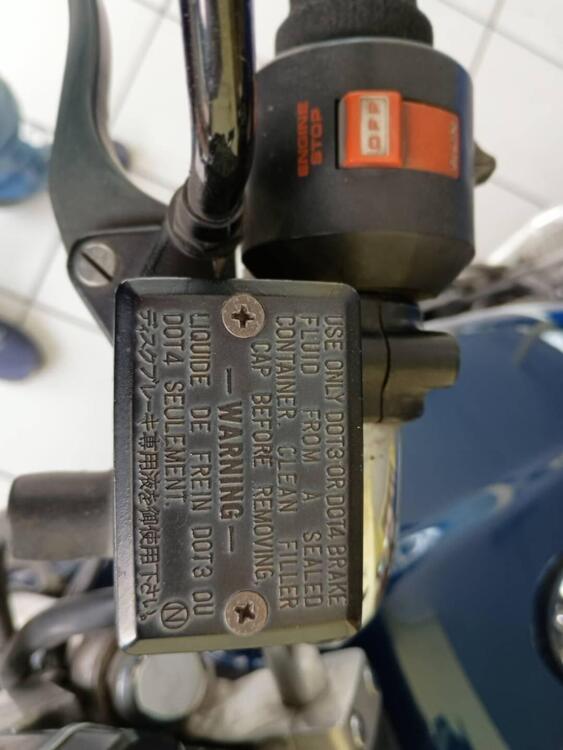 ENGINE
STOP
OFF
RUN
USE ONLY DOT3 OR DOT4 BRAKE
FLUID FROM A SEALED
CONTAINER. CLEAN FILLER
CAP BEFORE REMOVING
— WARNING —
LIQUIDE DE FREIN DOT3 OU
DOT4 SEULEMENT.
ディスクブレーキ専用液を御使用下さい。 N